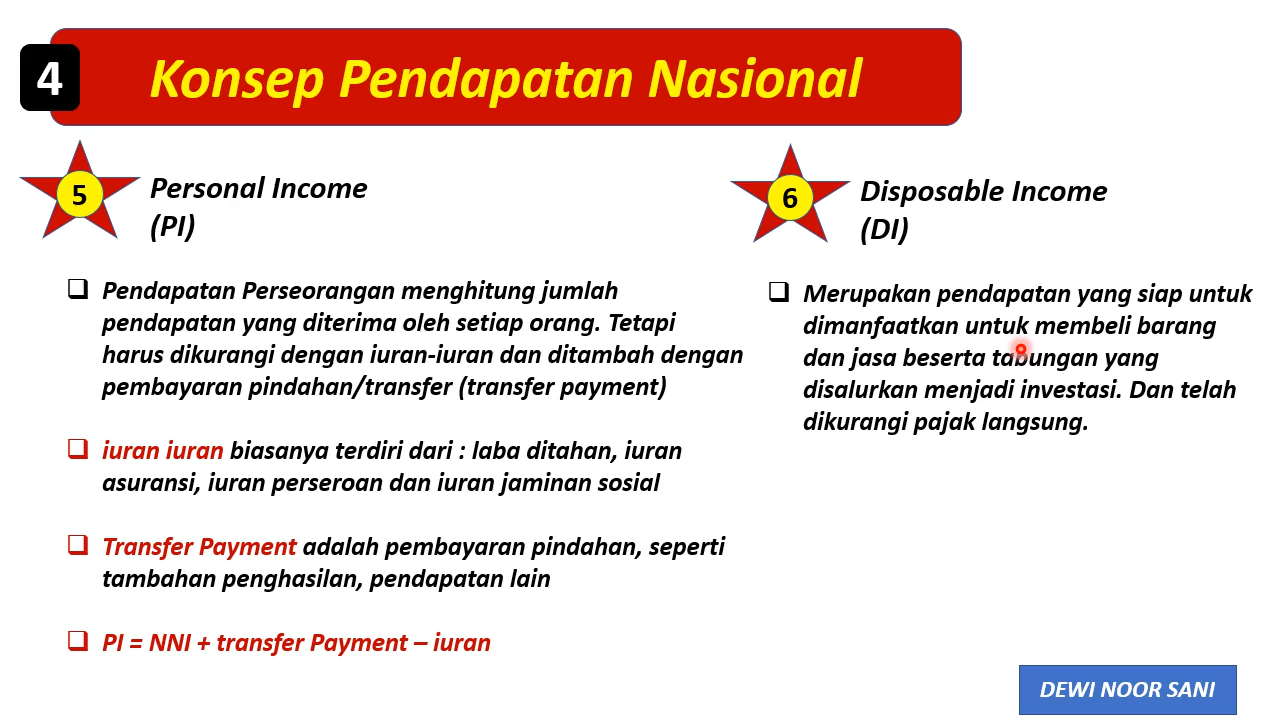 4
Konsep Pendapatan Nasional
5
Personal Income
(PI)
Pendapatan Perseorangan menghitung jumlah
pendapatan yang diterima oleh setiap orang. Tetapi
harus dikurangi dengan iuran-iuran dan ditambah dengan
pembayaran pindahan/transfer (transfer payment)
iuran iuran biasanya terdiri dari : laba ditahan, iuran
asuransi, iuran perseroan dan iuran jaminan sosial
Transfer Payment adalah pembayaran pindahan, seperti
tambahan penghasilan, pendapatan lain
PI = NNI + transfer Payment – iuran
6
Disposable Income
(DI)
Merupakan pendapatan yang siap untuk
dimanfaatkan untuk membeli barang
dan jasa beserta tabungan yang
disalurkan menjadi investasi. Dan telah
dikurangi pajak langsung.
DEWI NOOR SANI